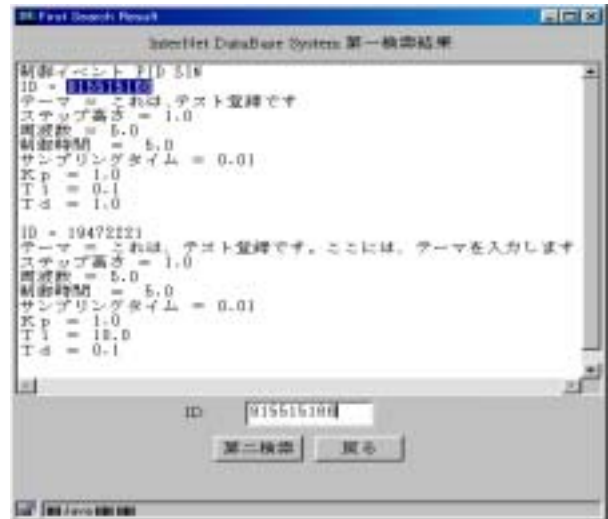 First Search Result
InterNet DataBase System 第一検索結果
制御イベント PID SIM
ID = 915515186
テーマ = これは、テスト登録です
ステップ高さ = 1.0
周波数 = 5.0
制御時間 = 5.0
サンプリングタイム = 0.01
Kp = 1.0
Ti = 0.1
Td = 1.0
ID = 19472221
テーマ = これは、テスト登録です。ここには、テーマを入力します
ステップ高さ = 1.0
周波数 = 5.0
制御時間 = 5.0
サンプリングタイム = 0.01
Kp = 1.0
Ti = 10.0
Td = 0.1
ID 915515186
第二検索 戻る
Java